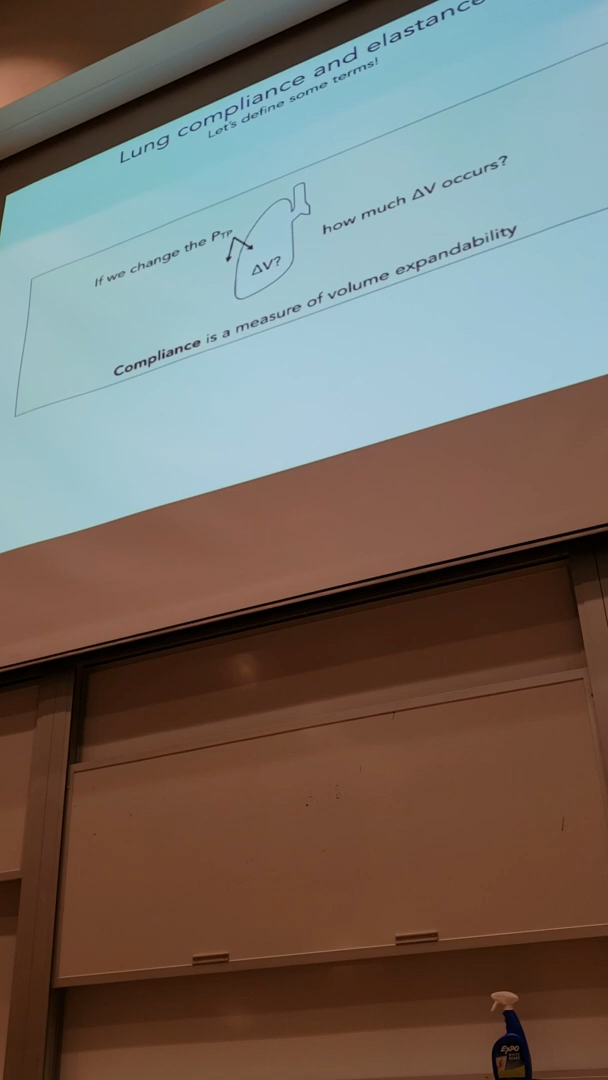 Lung compliance and elastance
Let's define some terms!
If we change the PTP
how much ΔV occurs?
ΔV?
Compliance is a measure of volume expandability
EXPO